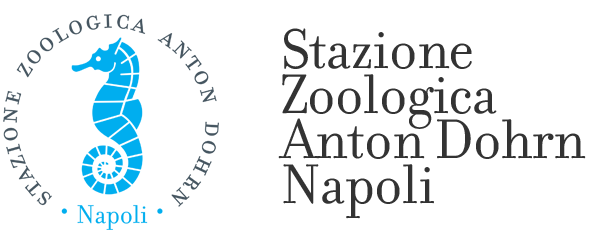 STAZIONE ZOOLOGICA ANTON DOHRN
• Napoli •
Stazione
Zoologica
Anton Dohrn
Napoli